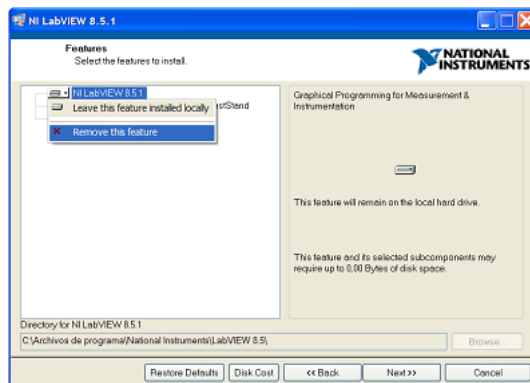 NI LabVIEW 8.5.1
Features
Select the features to install.
NATIONAL
INSTRUMENTS
NI LabVIEW 8.5.1
Leave this feature installed locally
stStand
Remove this feature
Graphical Programming for Measurement &
Instrumentation
This feature will remain on the local hard drive.
This feature and its selected subcomponents may
require up to 0,00 Bytes of disk space.
Directory for NI LabVIEW 8.5.1
C:\Archivos de programa\National Instruments\LabVIEW 8.5\
Browse...
Restore Defaults
Disk Cost
<< Back
Next >>
Cancel